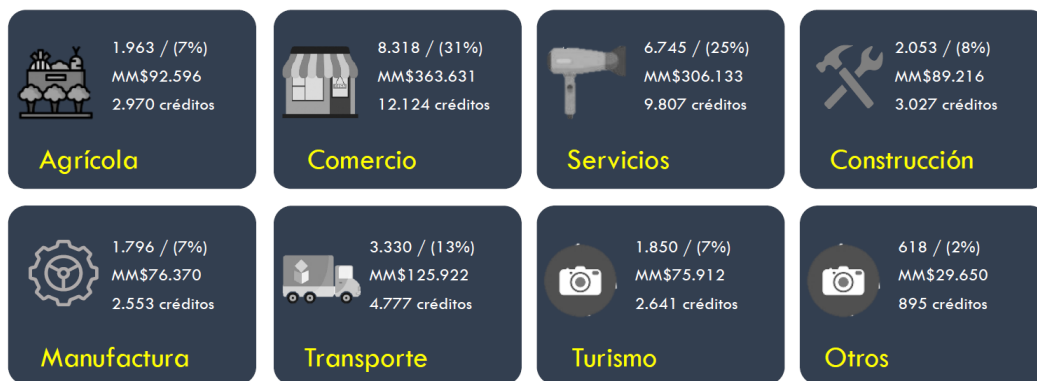 1.963 / (7%)
MM$92.596
2.970 créditos
Agrícola
8.318 / (31%)
MM$363.631
12.124 créditos
Comercio
6.745 / (25%)
MM$306.133
9.807 créditos
Servicios
2.053 / (8%)
MM$89.216
3.027 créditos
Construcción
1.796 / (7%)
MM$76.370
2.553 créditos
Manufactura
3.330 / (13%)
MM$125.922
4.777 créditos
Transporte
1.850 / (7%)
MM$75.912
2.641 créditos
Turismo
618 / (2%)
MM$29.650
895 créditos
Otros